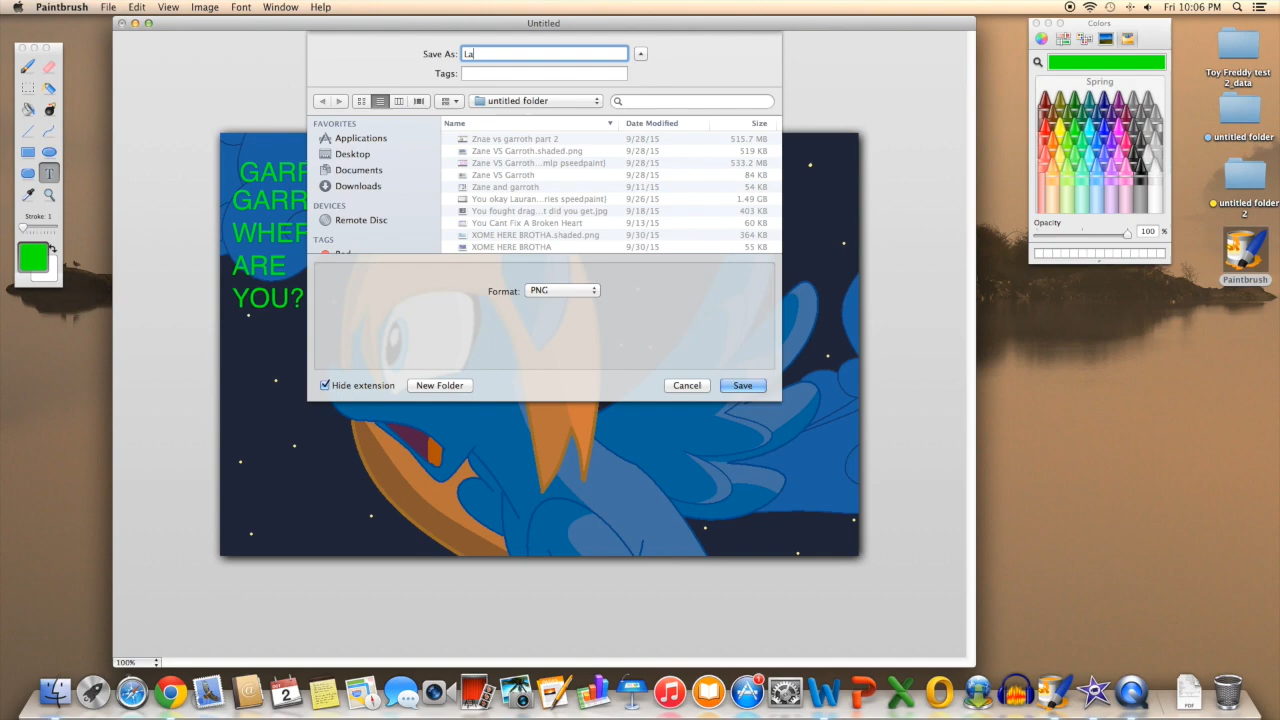 Paintbrush File Edit View Image Font Window Help
Fri 10:06 PM
Untitled
Colors
Save As: La
Tags:
untitled folder
FAVORITES
Applications
Desktop
Documents
Downloads
DEVICES
Remote Disc
TAGS
Name Date Modified Size
Znae vs garroth part 2 9/28/15 515.7 MB
Zane VS Garroth.shaded.png 9/28/15 519 KB
Zane VS Garroth...mlp pseedpaint] 9/28/15 533.2 MB
Zane VS Garroth 9/28/15 84 KB
Zane and garroth 9/11/15 54 KB
You okay Lauran...ries speedpaint] 9/26/15 1.49 GB
You fought drag...t did you get.jpg 9/18/15 403 KB
You Cant Fix A Broken Heart 9/13/15 60 KB
XOME HERE BROTHA.shaded.png 9/30/15 364 KB
XOME HERE BROTHA 9/30/15 55 KB
Format: PNG
Hide extension New Folder Cancel Save
GARR
GARR
WHER
ARE
YOU?
Stroke: 1
Spring
Opacity
100 %
Toy Freddy test
2_data
untitled folder
untitled folder
2
Paintbrush
100%
2
1
PDF